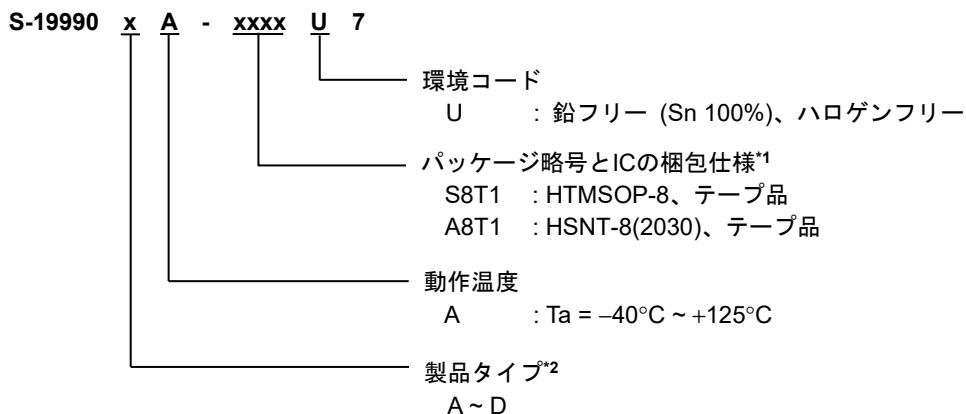 S-19990 x A - xxxx U 7
環境コード
U : 鉛フリー (Sn 100%)、ハロゲンフリー
パッケージ略号とICの梱包仕様*1
S8T1 : HTMSOP-8、テープ品
A8T1 : HSNT-8(2030)、テープ品
動作温度
A : Ta = −40°C ~ +125°C
製品タイプ*2
A ~ D